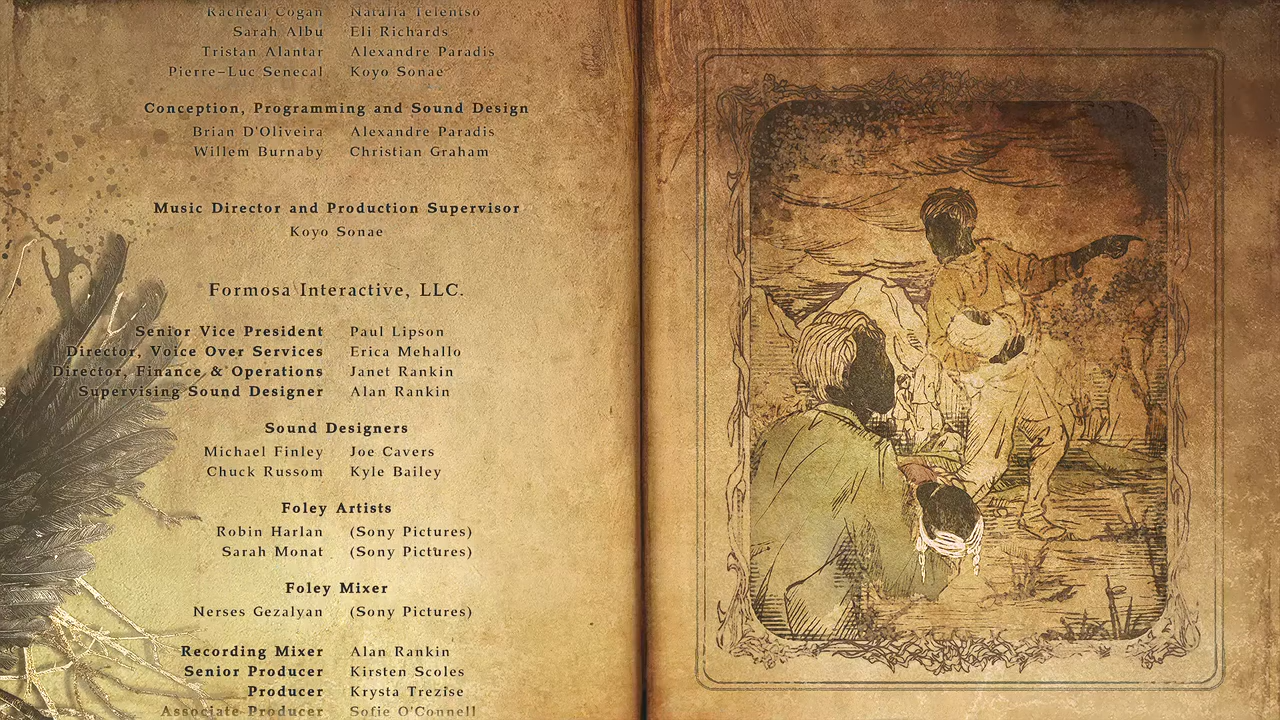 Racheal Cogan Natalia Telentso
Sarah Albu Eli Richards
Tristan Alantar Alexandre Paradis
Pierre-Luc Senecal Koyo Sonae
Conception, Programming and Sound Design
Brian D'Oliveira Alexandre Paradis
Willem Burnaby Christian Graham
Music Director and Production Supervisor
Koyo Sonae
Formosa Interactive, LLC.
Senior Vice President Paul Lipson
Director, Voice Over Services Erica Mehallo
Director, Finance & Operations Janet Rankin
Supervising Sound Designer Alan Rankin
Sound Designers
Michael Finley Joe Cavers
Chuck Russom Kyle Bailey
Foley Artists
Robin Harlan (Sony Pictures)
Sarah Monat (Sony Pictures)
Foley Mixer
Nerses Gezalyan (Sony Pictures)
Recording Mixer Alan Rankin
Senior Producer Kirsten Scoles
Producer Krysta Trezise
Associate Producer Sofie O'Connell